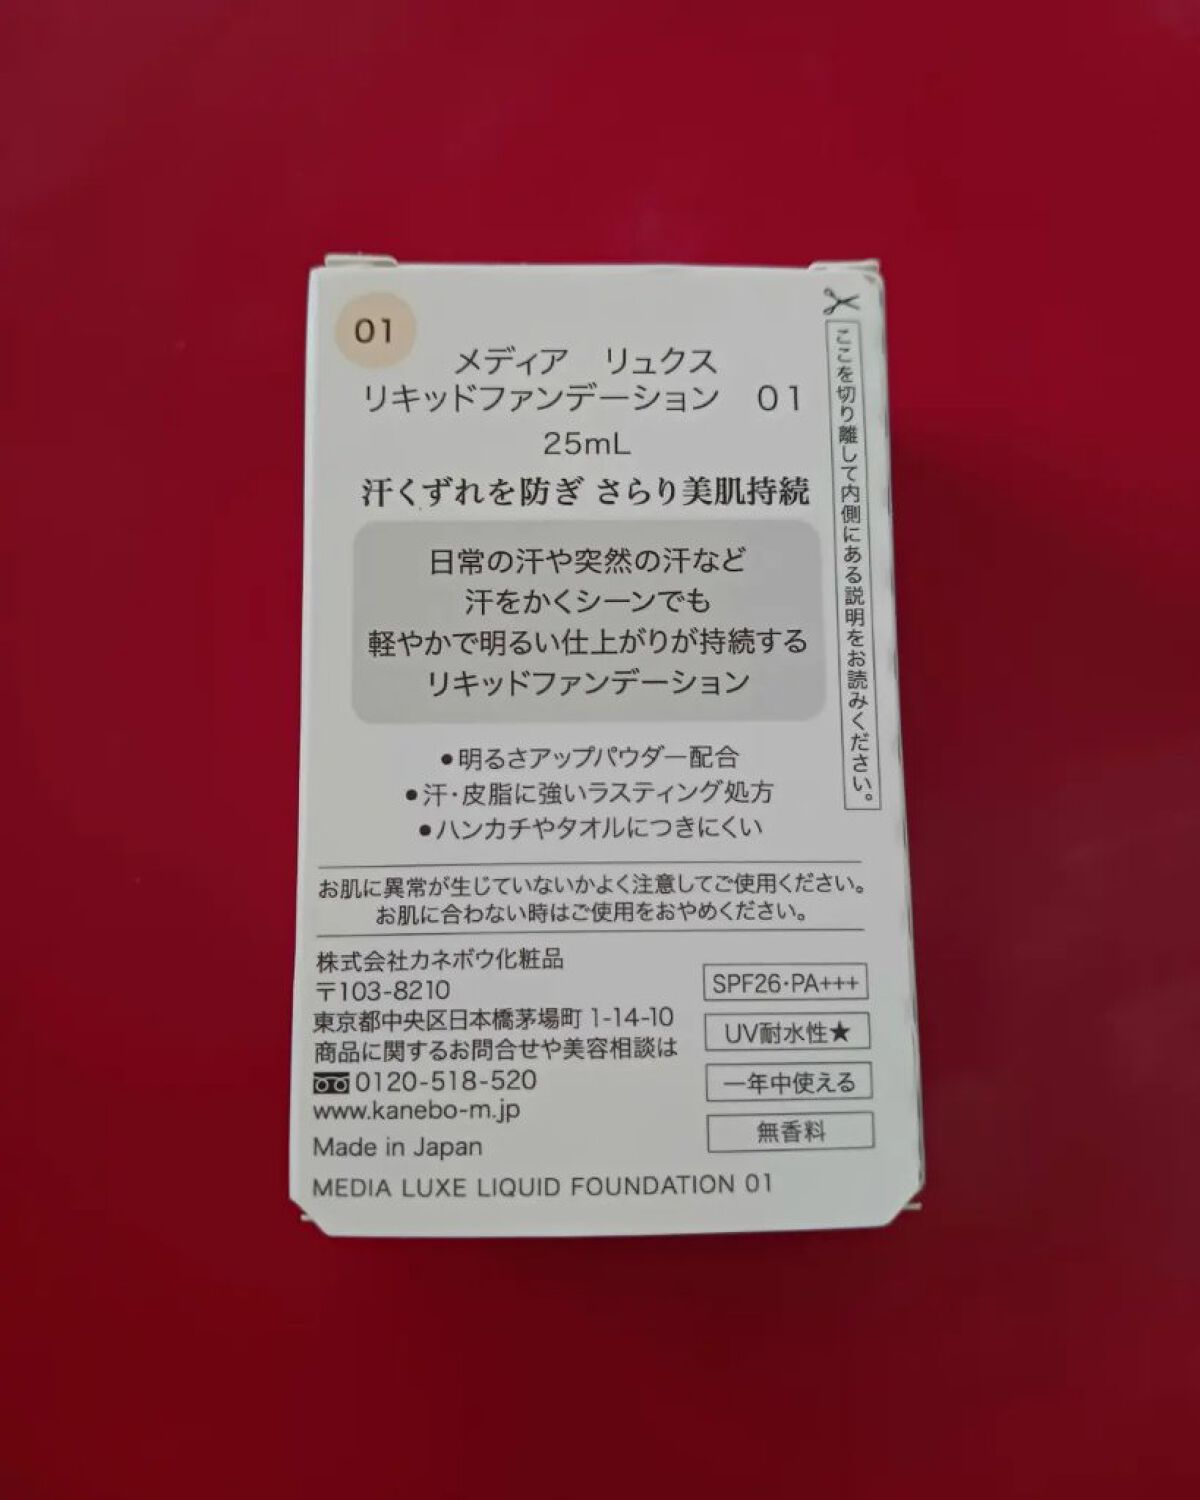 01
メディア　リュクス
リキッドファンデーション　01
25mL
汗くずれを防ぎ さらり美肌持続
日常の汗や突然の汗など
汗をかくシーンでも
軽やかで明るい仕上がりが持続する
リキッドファンデーション
●明るさアップパウダー配合
●汗・皮脂に強いラスティング処方
●ハンカチやタオルにつきにくい
ここを切り離して内側にある説明をお読みください。
お肌に異常が生じていないかよく注意してご使用ください。
お肌に合わない時はご使用をおやめください。
株式会社カネボウ化粧品
〒103-8210
東京都中央区日本橋茅場町 1-14-10
商品に関するお問合せや美容相談は
0120-518-520
www.kanebo-m.jp
Made in Japan
MEDIA LUXE LIQUID FOUNDATION 01
SPF26・PA+++
UV耐水性★
一年中使える
無香料